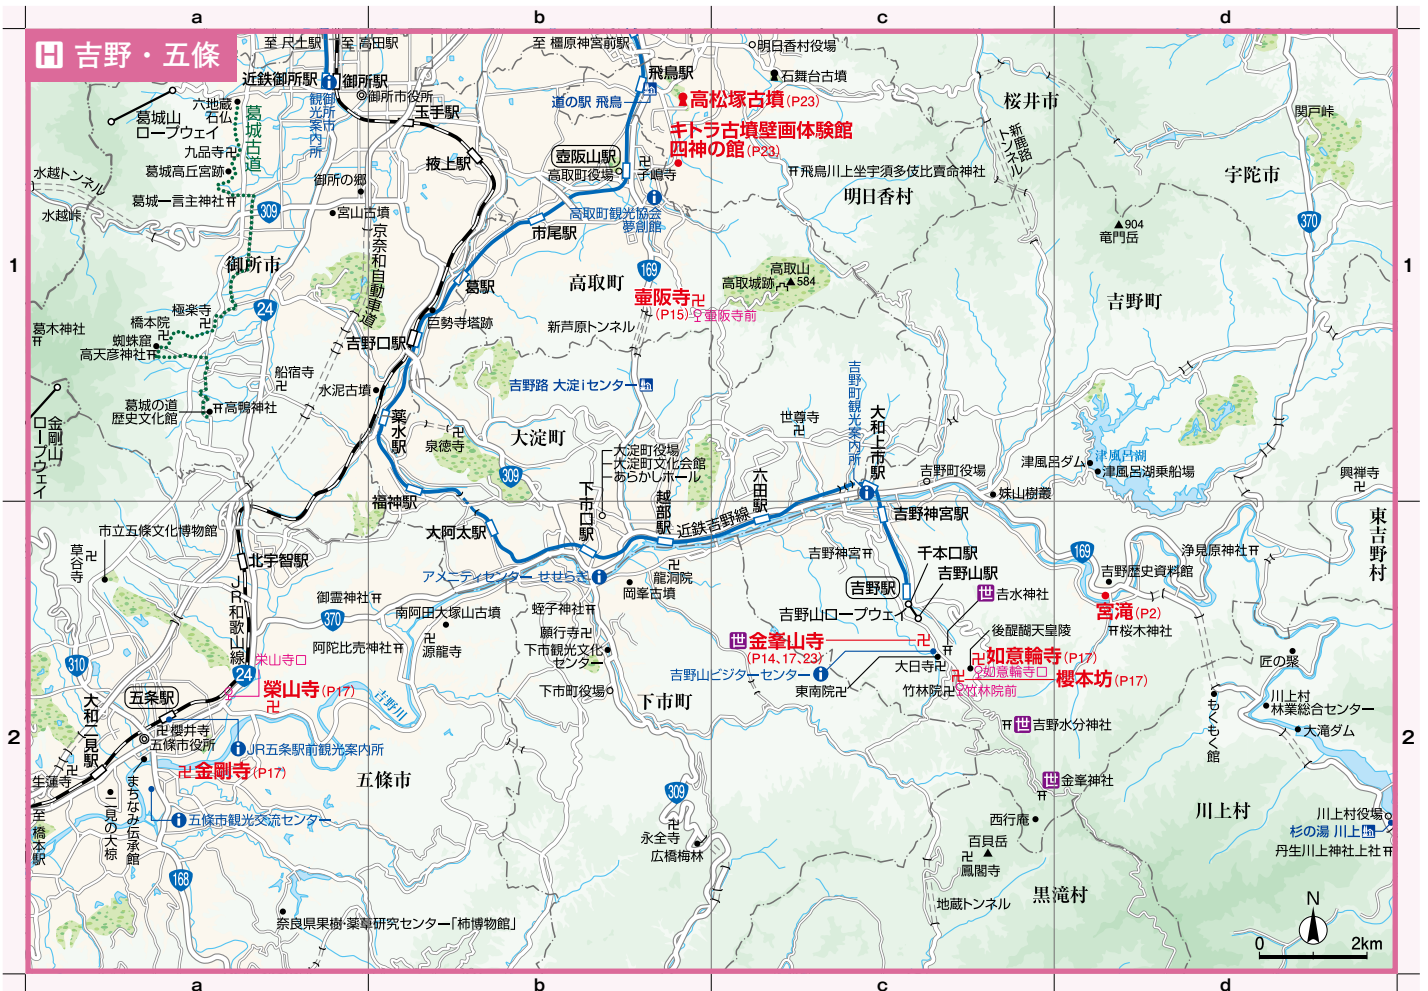 a
b
c
d
H 吉野・五條
至 尺土駅
至 高田駅
至 橿原神宮前駅
明日香村役場
近鉄御所駅
御所駅
飛鳥駅
石舞台古墳
六地蔵
石仏
御所市役所
御所市
観光案内所
道の駅 飛鳥
高松塚古墳(P23)
桜井市
関戸峠
葛城山
ロープウェイ
葛城古道
玉手駅
キトラ古墳壁画体験館
四神の館(P23)
新鹿路
トンネル
九品寺
掖上駅
壺阪山駅
高取町役場
子嶋寺
水越トンネル
葛城高丘宮跡
御所の郷
飛鳥川上坐宇須多伎比賣命神社
宇陀市
水越峠
葛城一言主神社
309
宮山古墳
高取町観光協会
夢創館
明日香村
370
904
竜門岳
市尾駅
京奈和自動車道
1
御所市
葛駅
高取町
169
高取山
高取城跡
584
1
24
壷阪寺
(P15)
壷阪寺前
吉野町
極楽寺
橋本院
巨勢寺塔跡
新芦原トンネル
葛木神社
蜘蛛窟
高天彦神社
吉野口駅
船宿寺
水泥古墳
吉野路 大淀iセンター
吉野町観光案内所
金剛山
ロープウェイ
葛城の道
歴史文化館
高鴨神社
薬水駅
泉徳寺
大淀町
世尊寺
大和上市駅
大淀町役場
大淀町文化会館
あらかしホール
309
吉野町役場
津風呂ダム
津風呂湖
津風呂湖乗船場
興禅寺
福神駅
下市口駅
越部駅
六田駅
妹山樹叢
市立五條文化博物館
大阿太駅
近鉄吉野線
吉野神宮駅
東吉野村
草谷寺
北宇智駅
吉野神宮
千本口駅
169
浄見原神社
JR和歌山線
アメニティセンター せせらぎ
龍洞院
吉野山駅
吉野歴史資料館
御霊神社
岡峯古墳
吉野駅
世
𠮷水神社
宮滝(P2)
370
南阿田大塚山古墳
蛭子神社
吉野山ロープウェイ
桜木神社
310
阿陀比売神社
源龍寺
願行寺
下市観光文化
センター
世
金峯山寺
(P14、17、23)
後醍醐天皇陵
栄山寺口
如意輪寺(P17)
匠の聚
24
大日寺
如意輪寺口
櫻本坊(P17)
五条駅
榮山寺(P17)
吉野山ビジターセンター
東南院
竹林院
竹林院前
大和二見駅
吉野川
下市町役場
下市町
もくもく館
川上村
林業総合センター
2
櫻井寺
五條市役所
JR五条駅前観光案内所
世
吉野水分神社
大滝ダム
2
生蓮寺
金剛寺(P17)
五條市
309
世
金峯神社
至 橋本駅
二見の大椋
まちなみ伝承館
五條市観光交流センター
永全寺
広橋梅林
西行庵
川上村
川上村役場
杉の湯 川上
百貝岳
鳳閣寺
丹生川上神社上社
168
黒滝村
奈良県果樹・薬草研究センター「柿博物館」
地蔵トンネル
N
0
2km
a
b
c
d